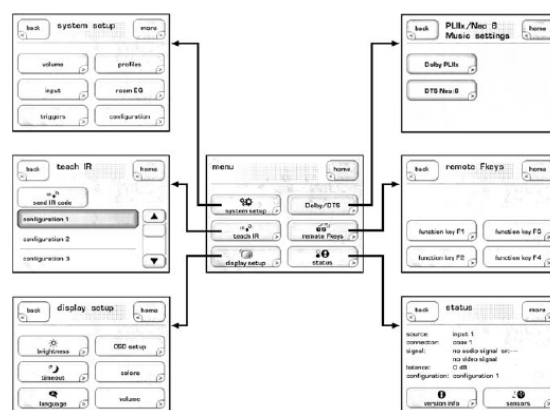 back
system setup
more
volume
profiles
input
room EQ
triggers
configuration
back
PLIIx/Neo 6
Music settings
home
Dolby PLIIx
DTS Neo:6
back
teach IR
home
send IR code
configuration 1
configuration 2
configuration 3
menu
home
system setup
Dolby/DTS
teach IR
remote Fkeys
display setup
status
back
remote Fkeys
home
function key F1
function key F3
function key F2
function key F4
back
display setup
home
brightness
OSD setup
timeout
colors
language
volume
back
status
more
source: input 1
connector: coax 1
signal: no audio signal
no video signal
balance: 0 dB
configuration: configuration 1
version info
sensors